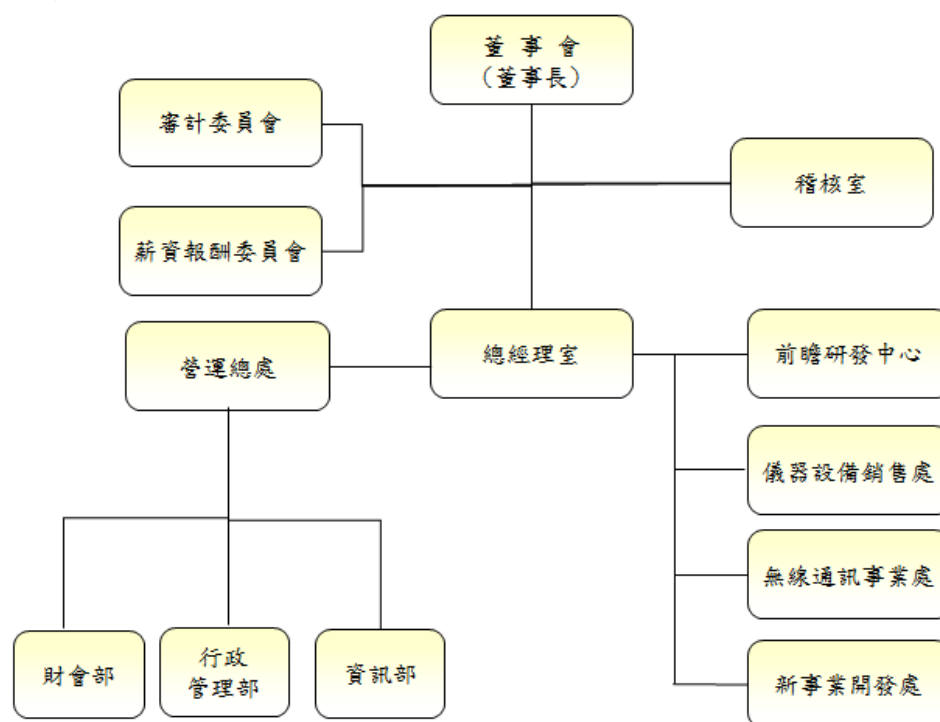 董事會
（董事長）
審計委員會
稽核室
薪資報酬委員會
總經理室
前瞻研發中心
營運總處
儀器設備銷售處
無線通訊事業處
財會部
行政
管理部
資訊部
新事業開發處